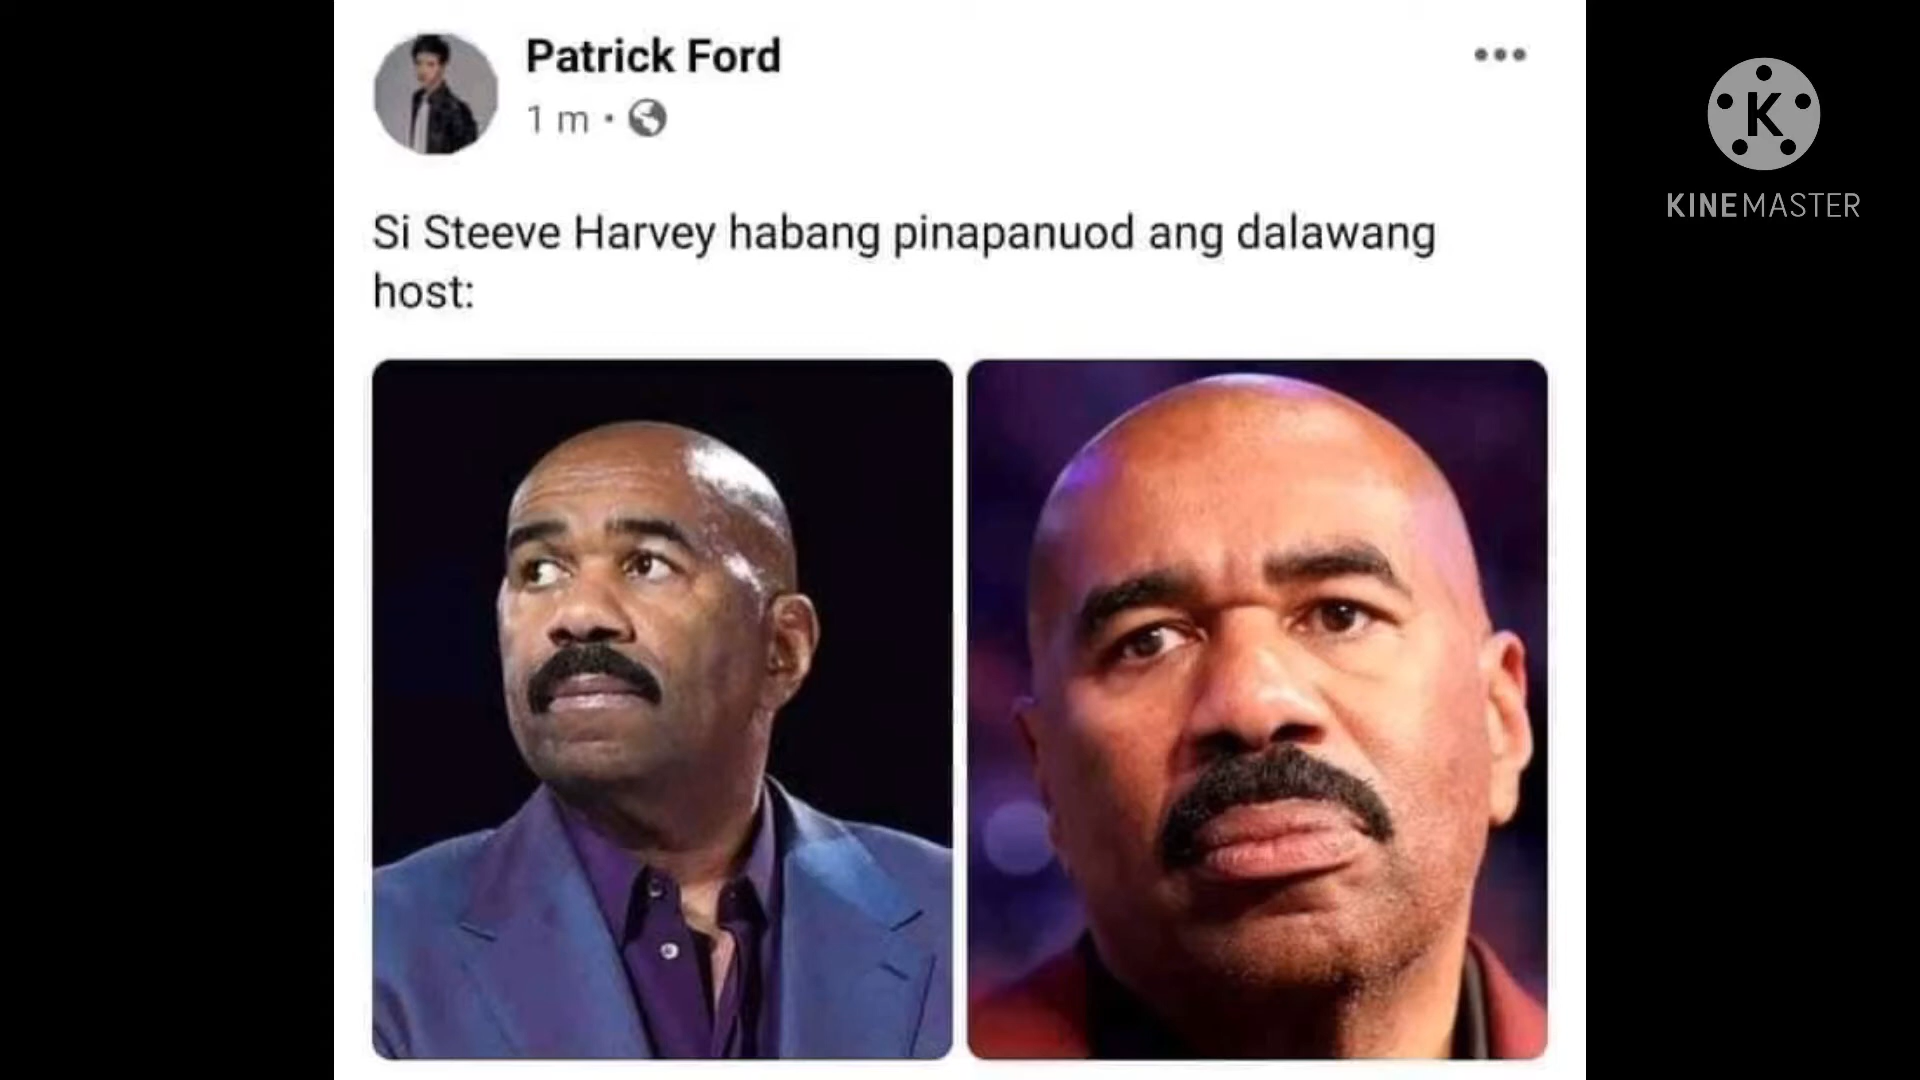 Patrick Ford
1 m
Si Steeve Harvey habang pinapanuod ang dalawang
host:
K
KINEMASTER